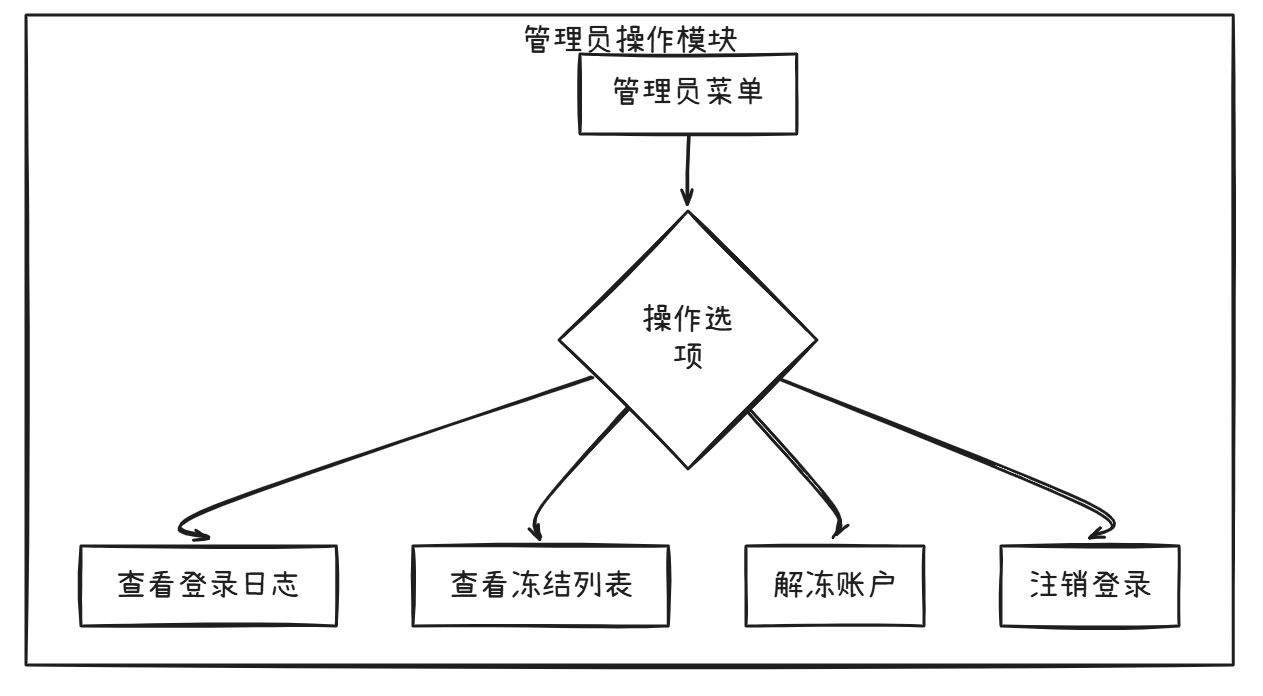 管理员操作模块
管理员菜单
操作选
项
查看登录日志
查看冻结列表
解冻账户
注销登录